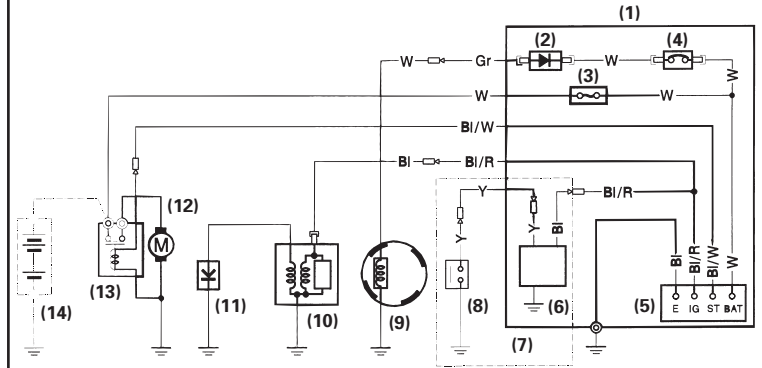 (1)
(2)
(4)
W
Gr
W
W
(3)
W
W
Bl/W
Bl
Bl/R
Y
Bl/R
(12)
M
Y
Y
Bl
Bl
Bl/R
Bl/W
W
(13)
(14)
(11)
(10)
(9)
(8)
(6)
(7)
(5)
E IG ST BAT